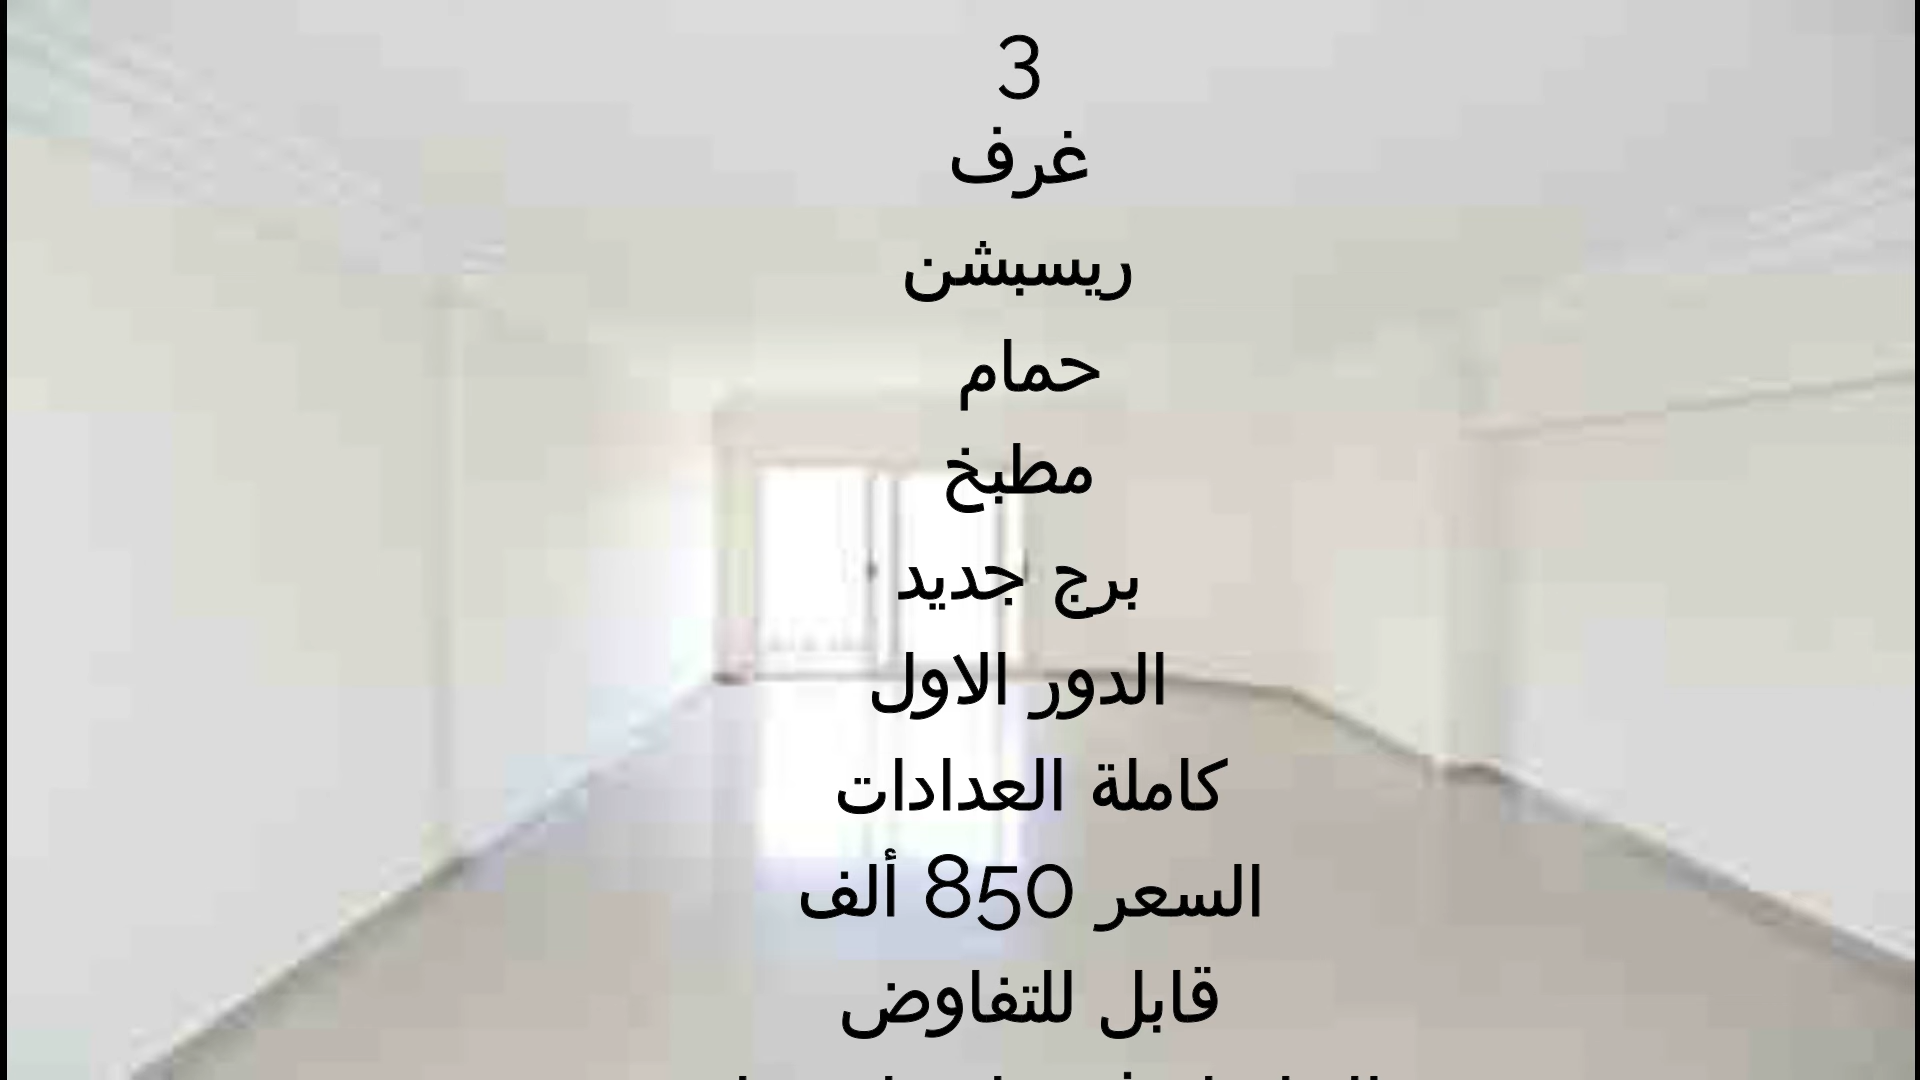 3
غرف
ريسبشن
حمام
مطبخ
برج جديد
الدور الاول
كاملة العدادات
السعر 850 ألف
قابل للتفاوض